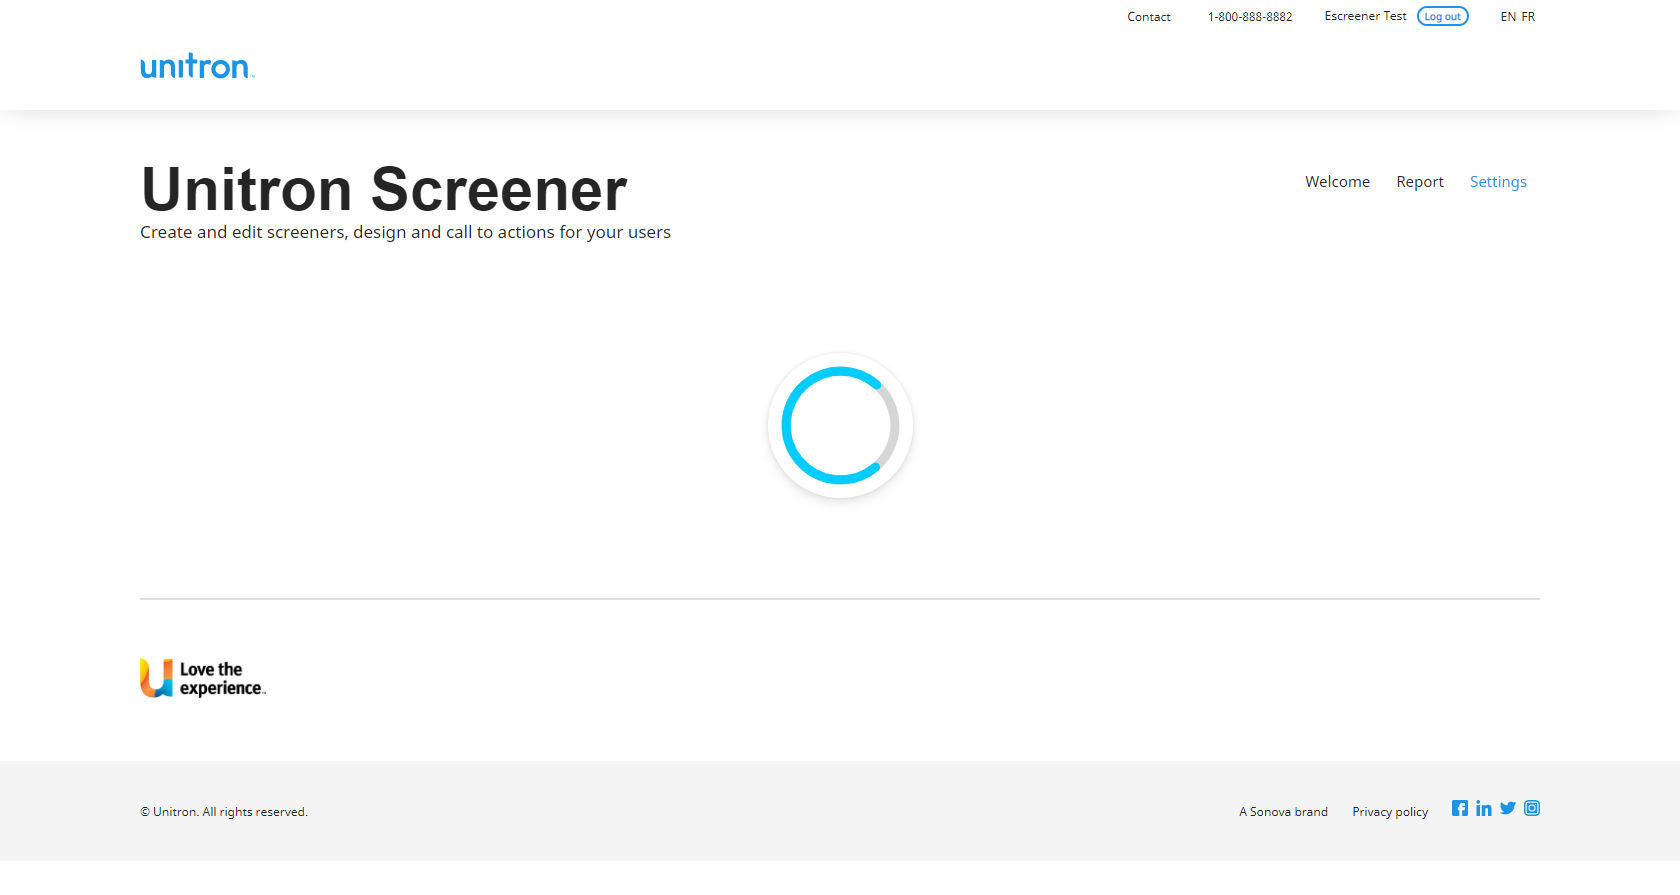 Contact 1-800-888-8882 Escreener Test Log out EN FR
unitron™
Unitron Screener
Welcome Report Settings
Create and edit screeners, design and call to actions for your users
Love the
experience™
© Unitron. All rights reserved. A Sonova brand Privacy policy